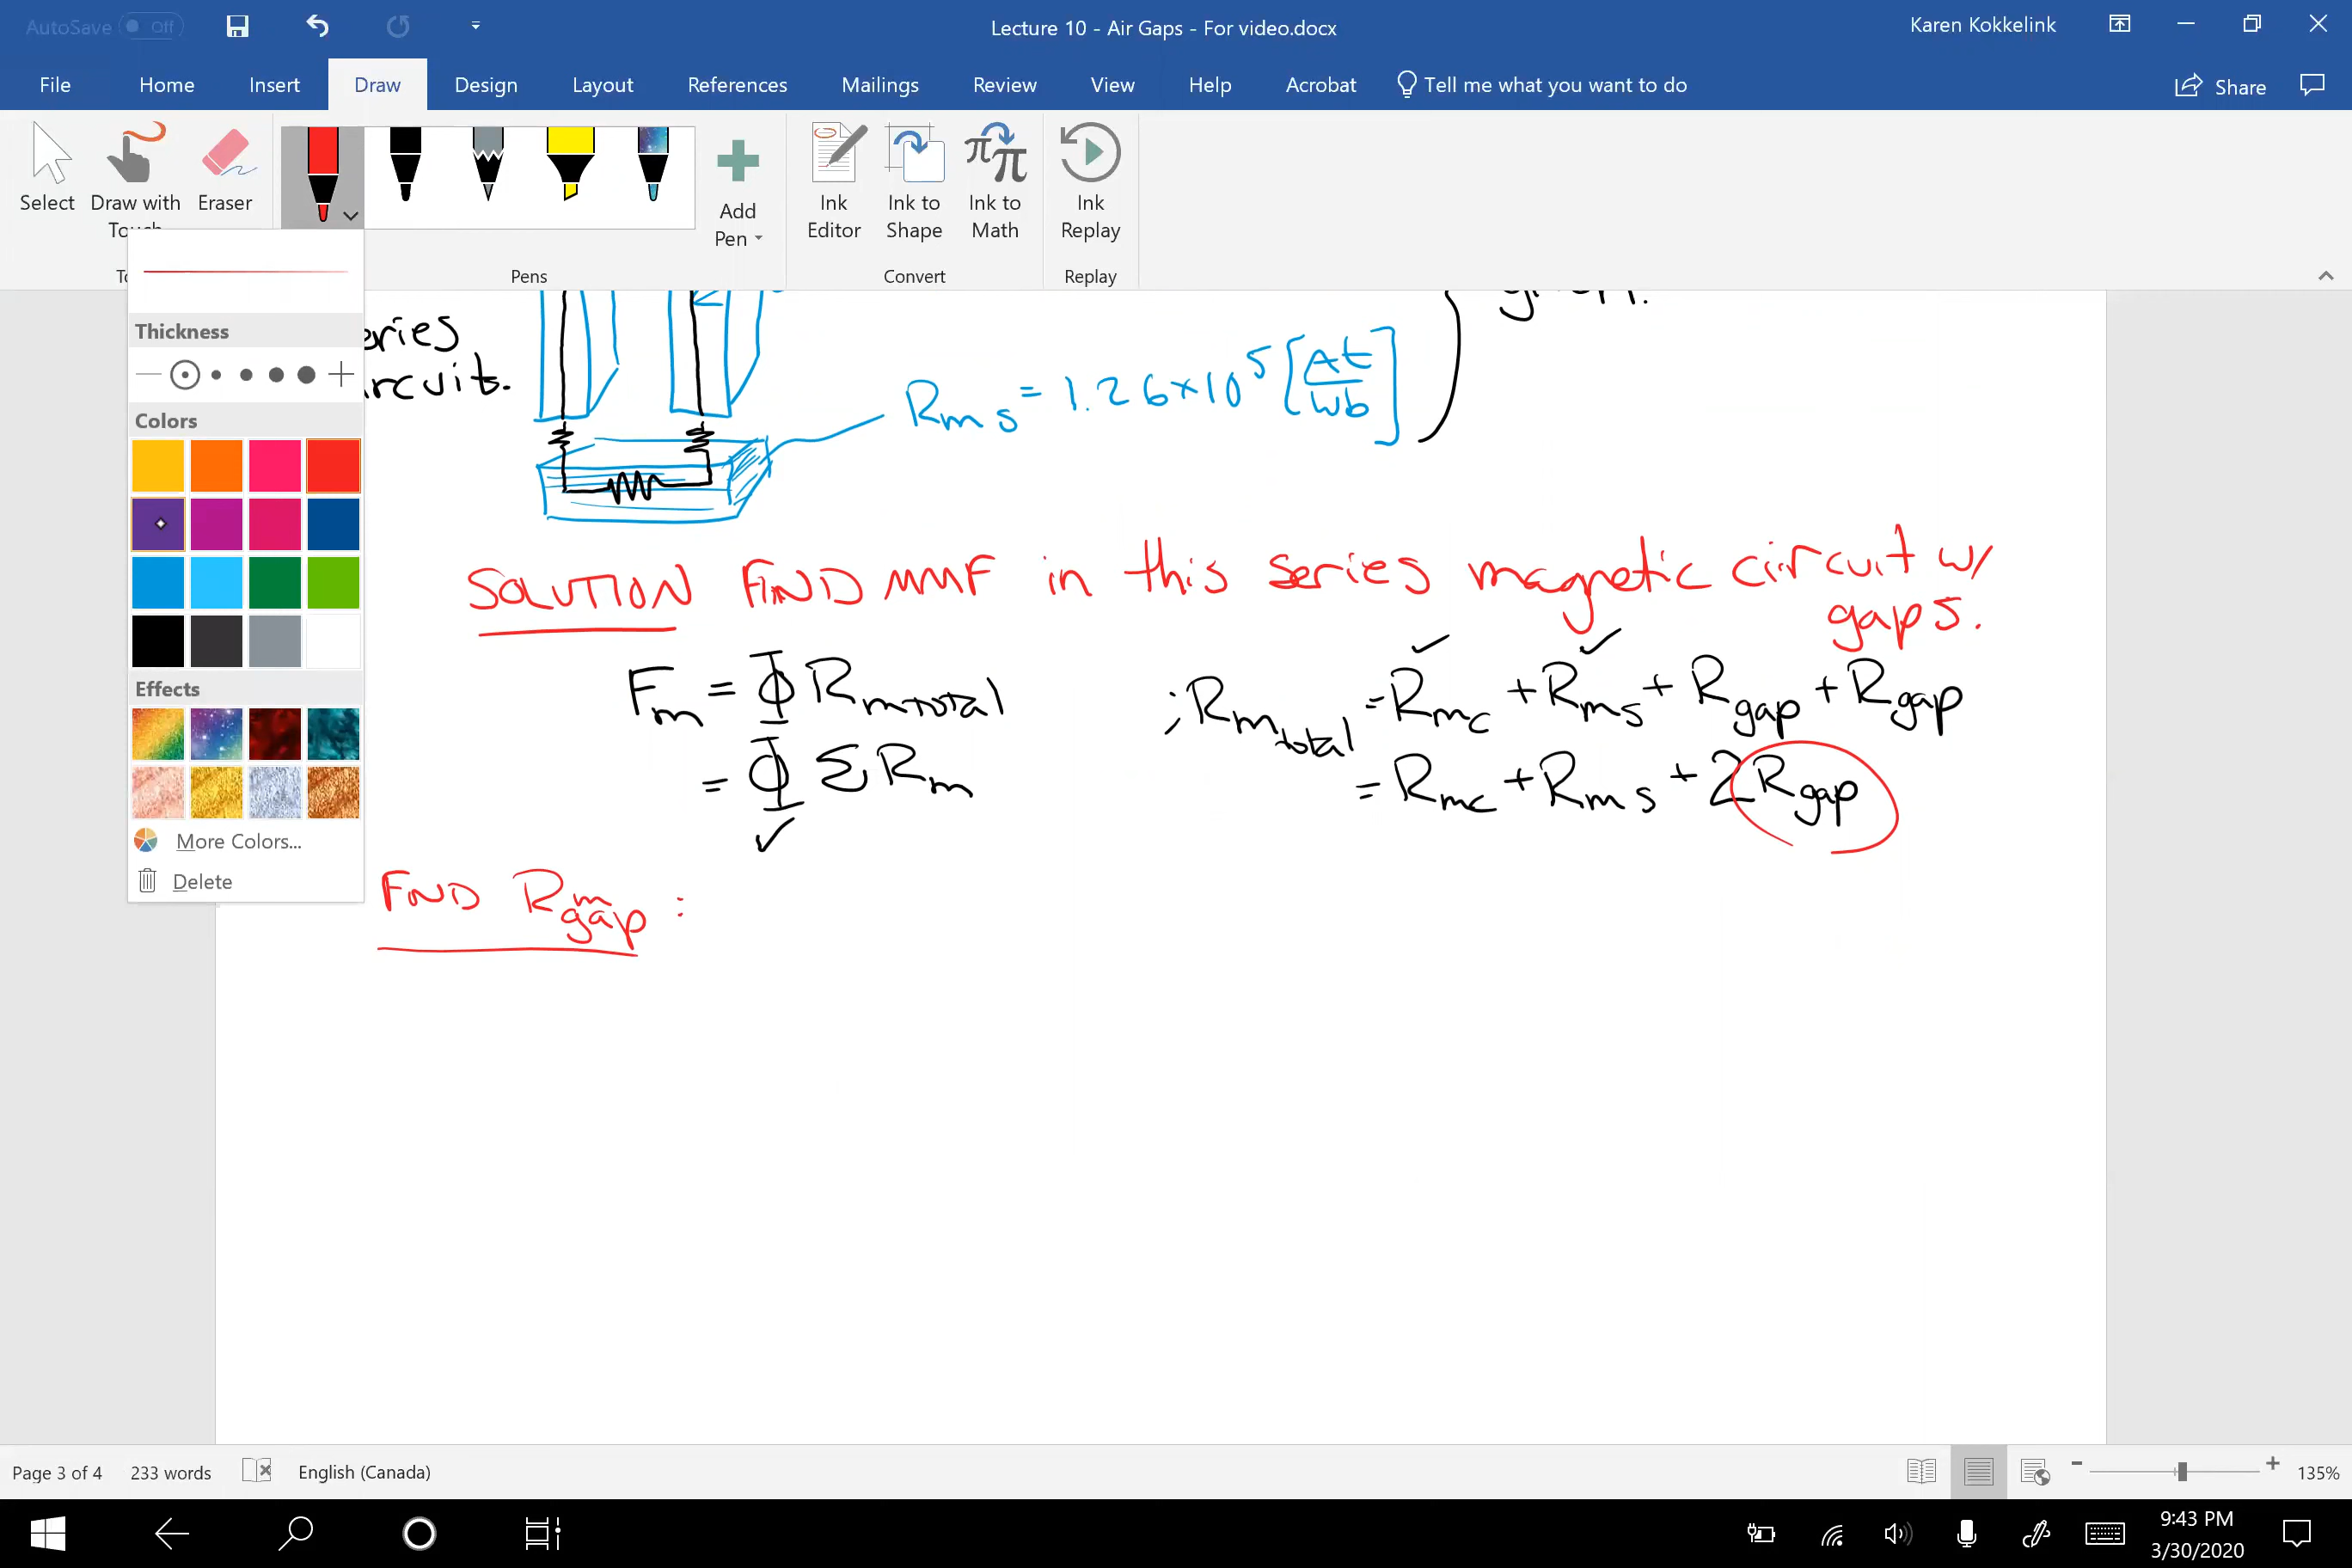 AutoSave Off
Lecture 10 - Air Gaps - For video.docx
Karen Kokkelink
File Home Insert Draw Design Layout References Mailings Review View Help Acrobat Tell me what you want to do
Share
Select
Draw with
Eraser
Add
Pen
Ink
Editor
Ink to
Shape
Ink to
Math
Ink
Replay
Pens
Convert
Replay
Thickness
Colors
Effects
More Colors...
Delete
Rms = 1.26×10⁵ [At/Wb]
SOLUTION FIND MMF in this series magnetic circuit w/
gaps.
Fm = Φ Rmtotal ; Rmtotal = Rmc + Rms + Rgap + Rgap
= Φ Σ Rm = Rmc + Rms + 2Rgap
FIND Rmgap :
Page 3 of 4 233 words English (Canada)
135%
9:43 PM
3/30/2020